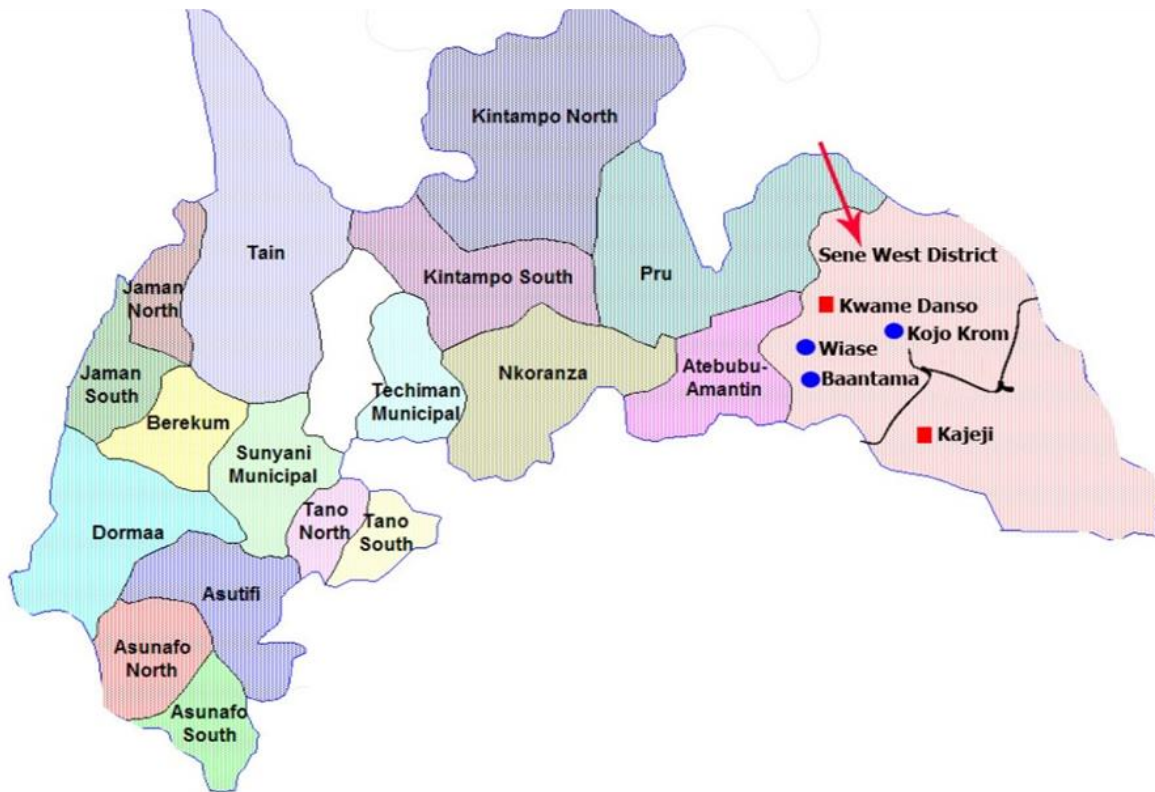 Kintampo North
Tain
Kintampo South
Pru
Sene West District
Jaman
North
Kwame Danso
Kojo Krom
Wiase
Baantama
Jaman
South
Techiman
Municipal
Nkoranza
Atebubu-
Amantin
Berekum
Sunyani
Municipal
Kajeji
Tano
North
Tano
South
Dormaa
Asutifi
Asunafo
North
Asunafo
South